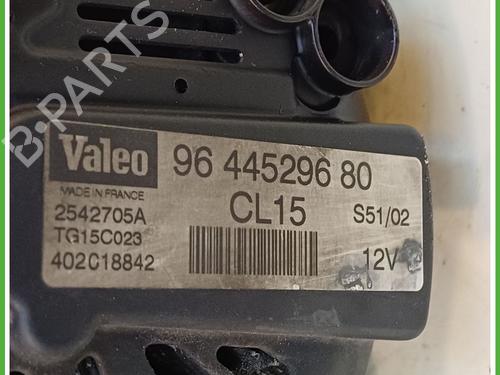 B-PARTS
Valeo
96 445296 80
MADE IN FRANCE
CL15
2542705A
S51/02
TG15C023
402C18842
12V